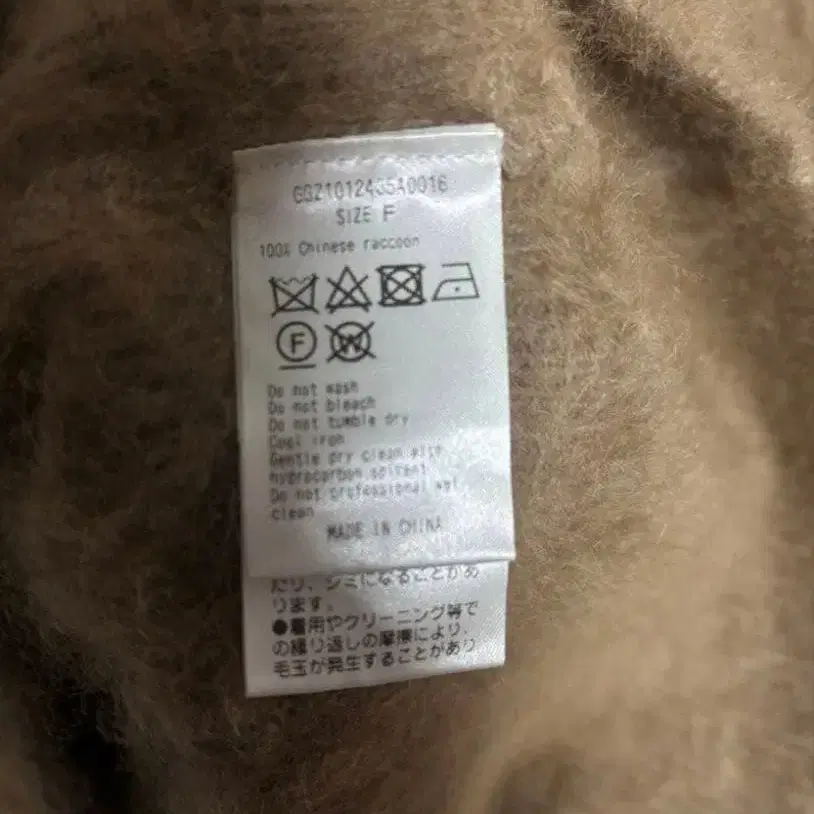 GGZ1012435A0016
SIZE F
100% Chinese raccoon
F
W
Do not wash
Do not bleach
Do not tumble dry
Cool iron
Gentle dry clean with
hydrocarbon solvent
Do not professional wet
clean
MADE IN CHINA
たり、シミになることがあ
ります。
●着用やクリーニング等で
の繰り返しの摩擦により、
毛玉が発生することがあり